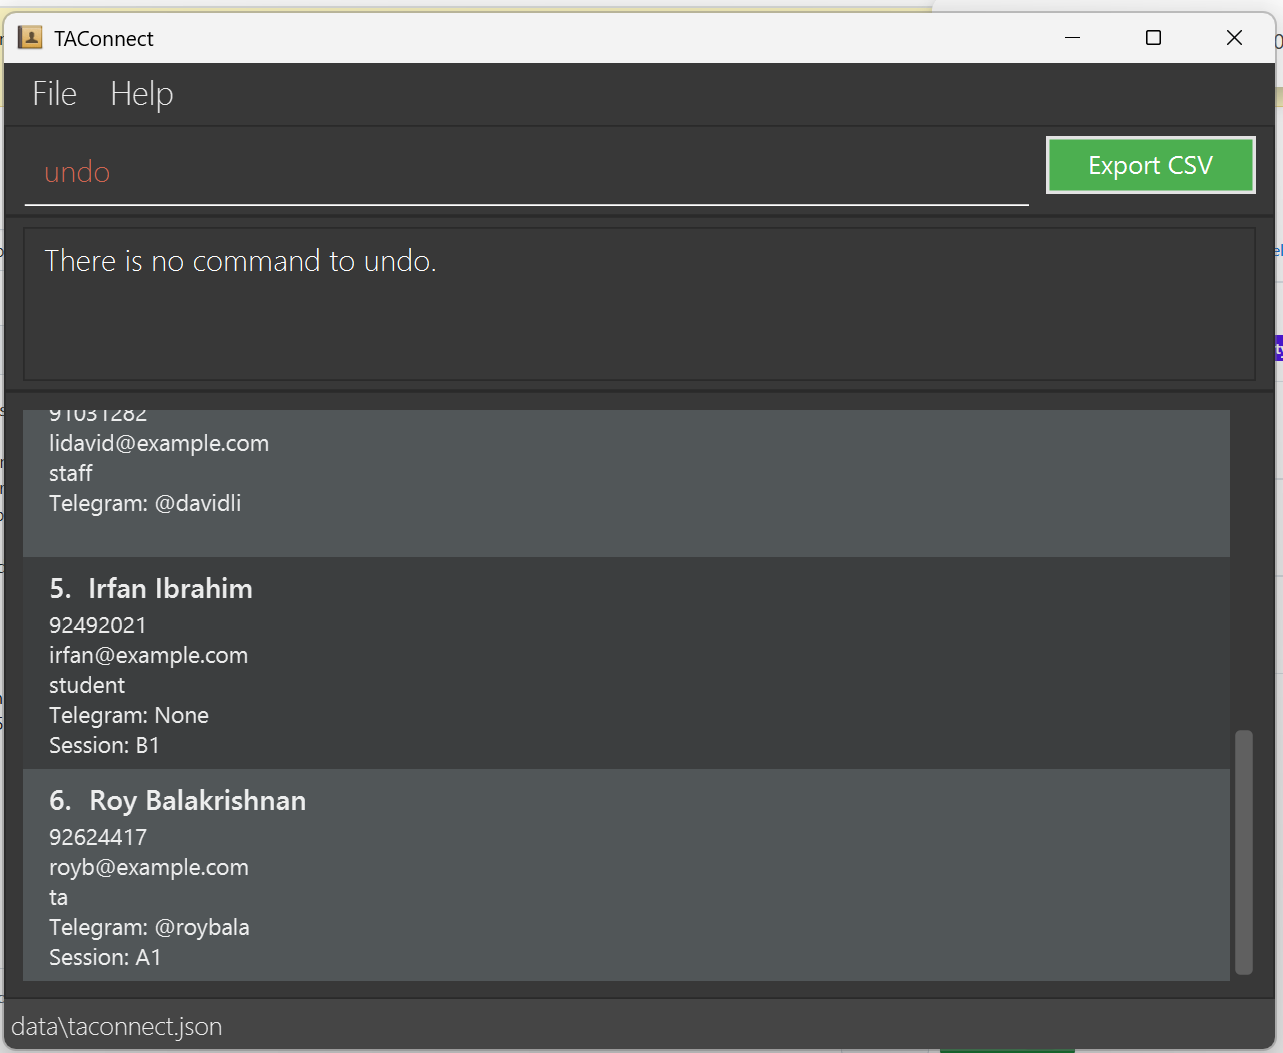 TAConnect
File Help
undo
Export CSV
There is no command to undo.
91031282
lidavid@example.com
staff
Telegram: @davidli
5. Irfan Ibrahim
92492021
irfan@example.com
student
Telegram: None
Session: B1
6. Roy Balakrishnan
92624417
royb@example.com
ta
Telegram: @roybala
Session: A1
data\taconnect.json